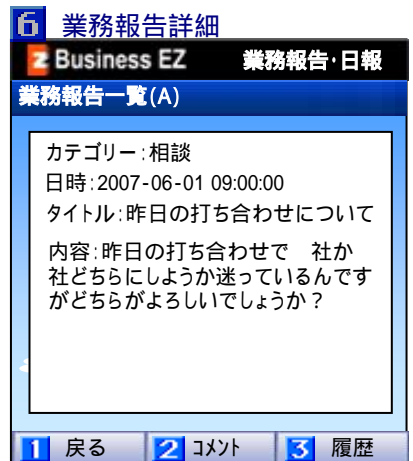 6 業務報告詳細
z Business EZ 業務報告·日報
業務報告一覧(A)
カテゴリー:相談
日時:2007-06-01 09:00:00
タイトル:昨日の打ち合わせについて
内容:昨日の打ち合わせで 社か
社どちらにしようか迷っているんです
がどちらがよろしいでしょうか?
1 戻る 2 コメント 3 履歴